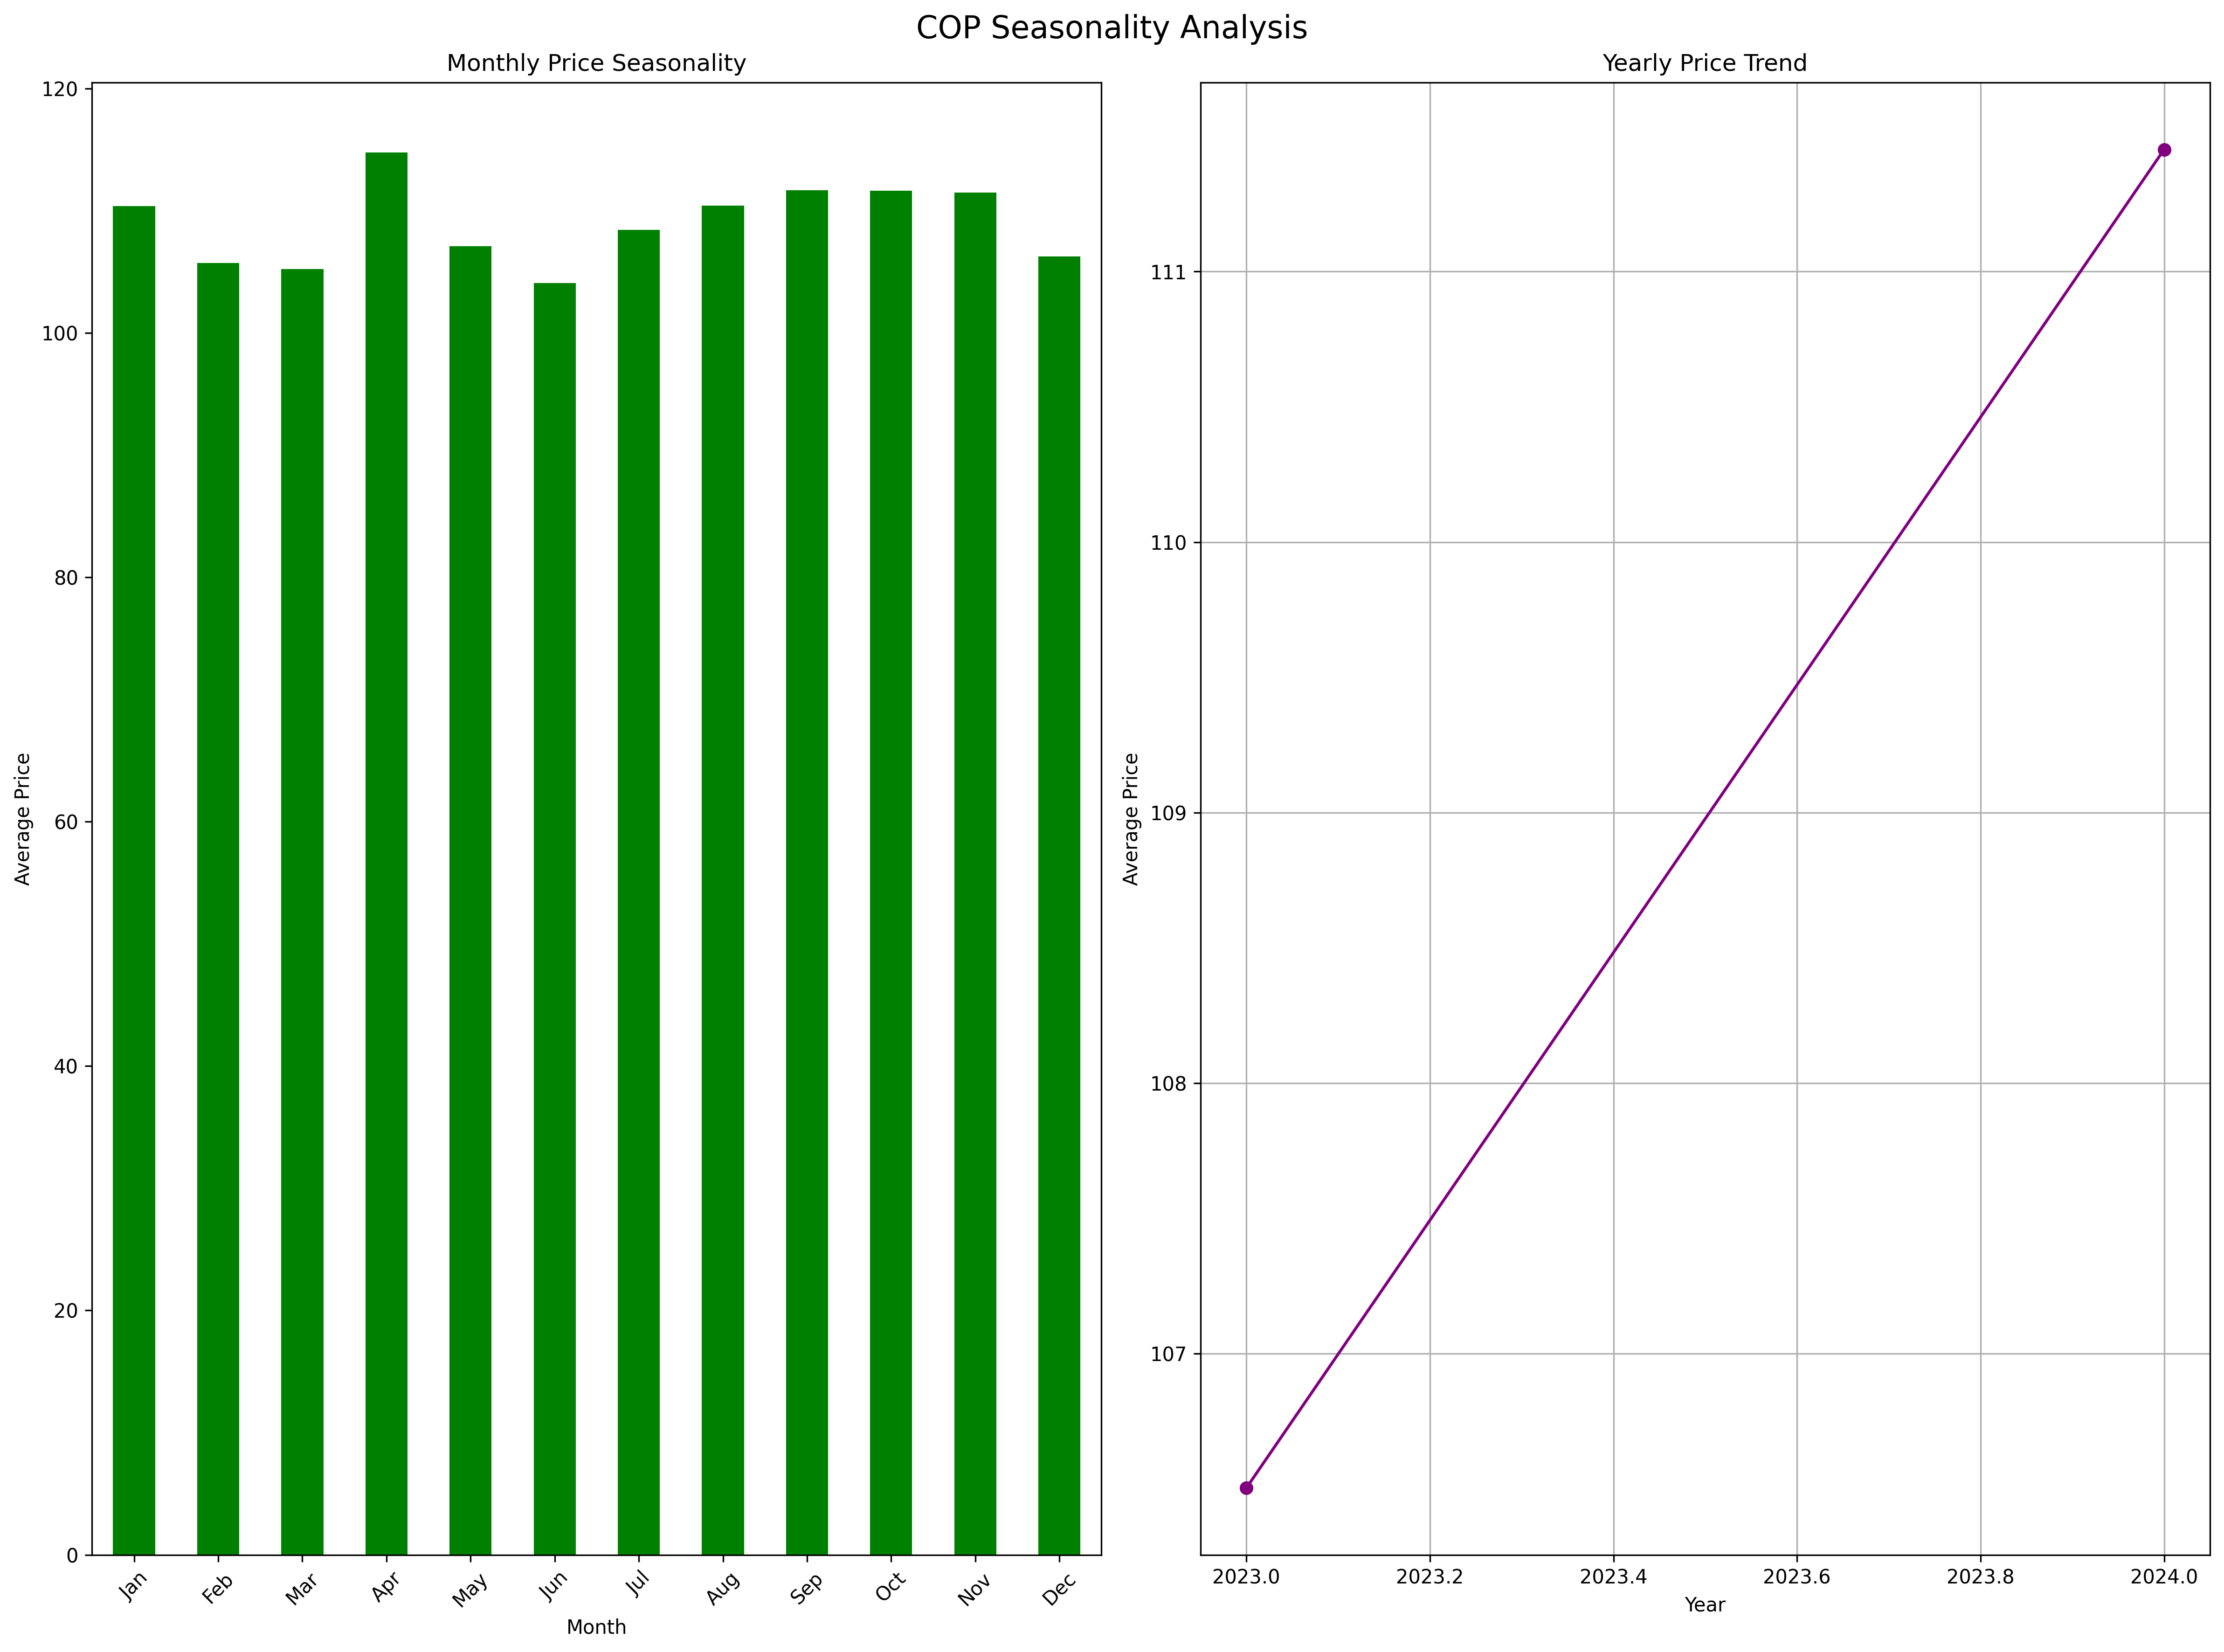 COP Seasonality Analysis
Monthly Price Seasonality
120
100
80
60
40
20
0
Average Price
Jan
Feb
Mar
Apr
May
Jun
Jul
Aug
Sep
Oct
Nov
Dec
Month
Yearly Price Trend
111
110
109
108
107
Average Price
2023.0
2023.2
2023.4
2023.6
2023.8
2024.0
Year